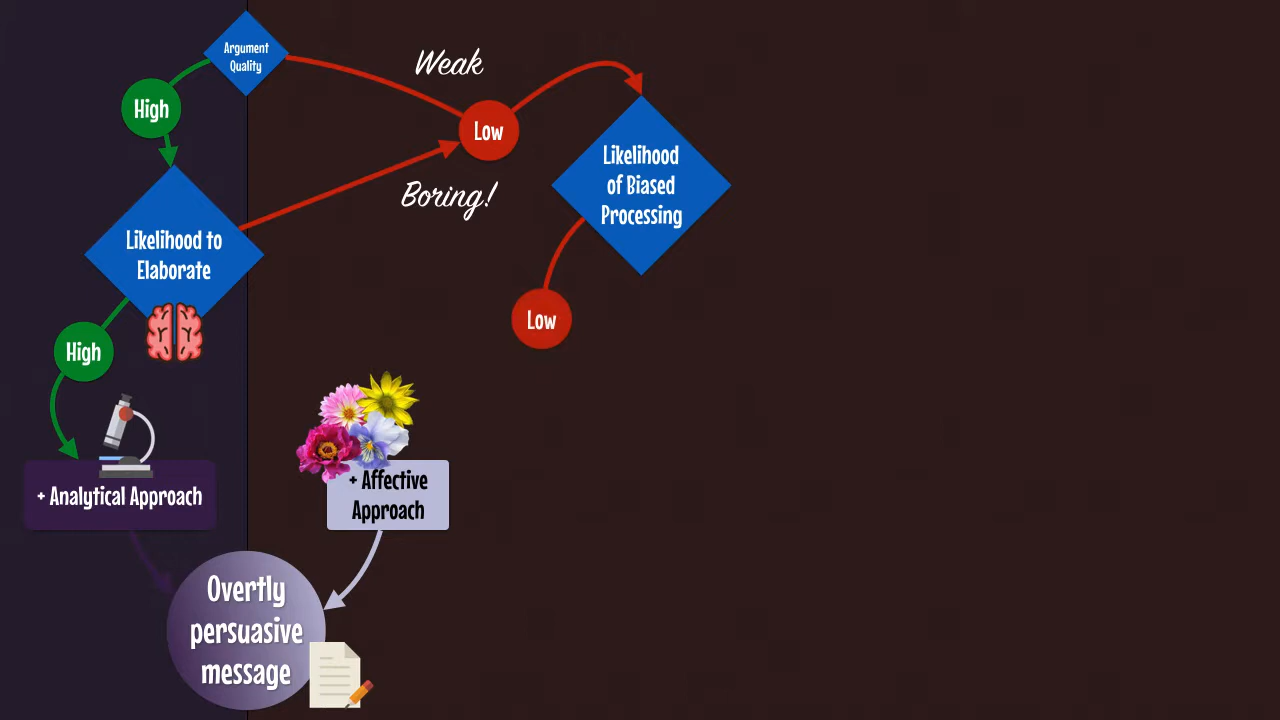 Argument
Quality
Weak
High
Low
Likelihood
of Biased
Processing
Boring!
Likelihood to
Elaborate
Low
High
+ Affective
Approach
+ Analytical Approach
Overtly
persuasive
message